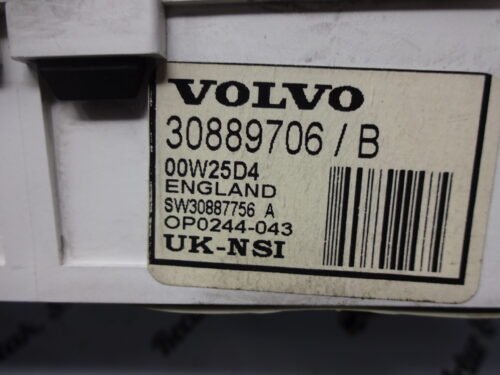 VOLVO
30889706/B
00W25D4
ENGLAND
SW30887756 A
OP0244-043
UK-NSI